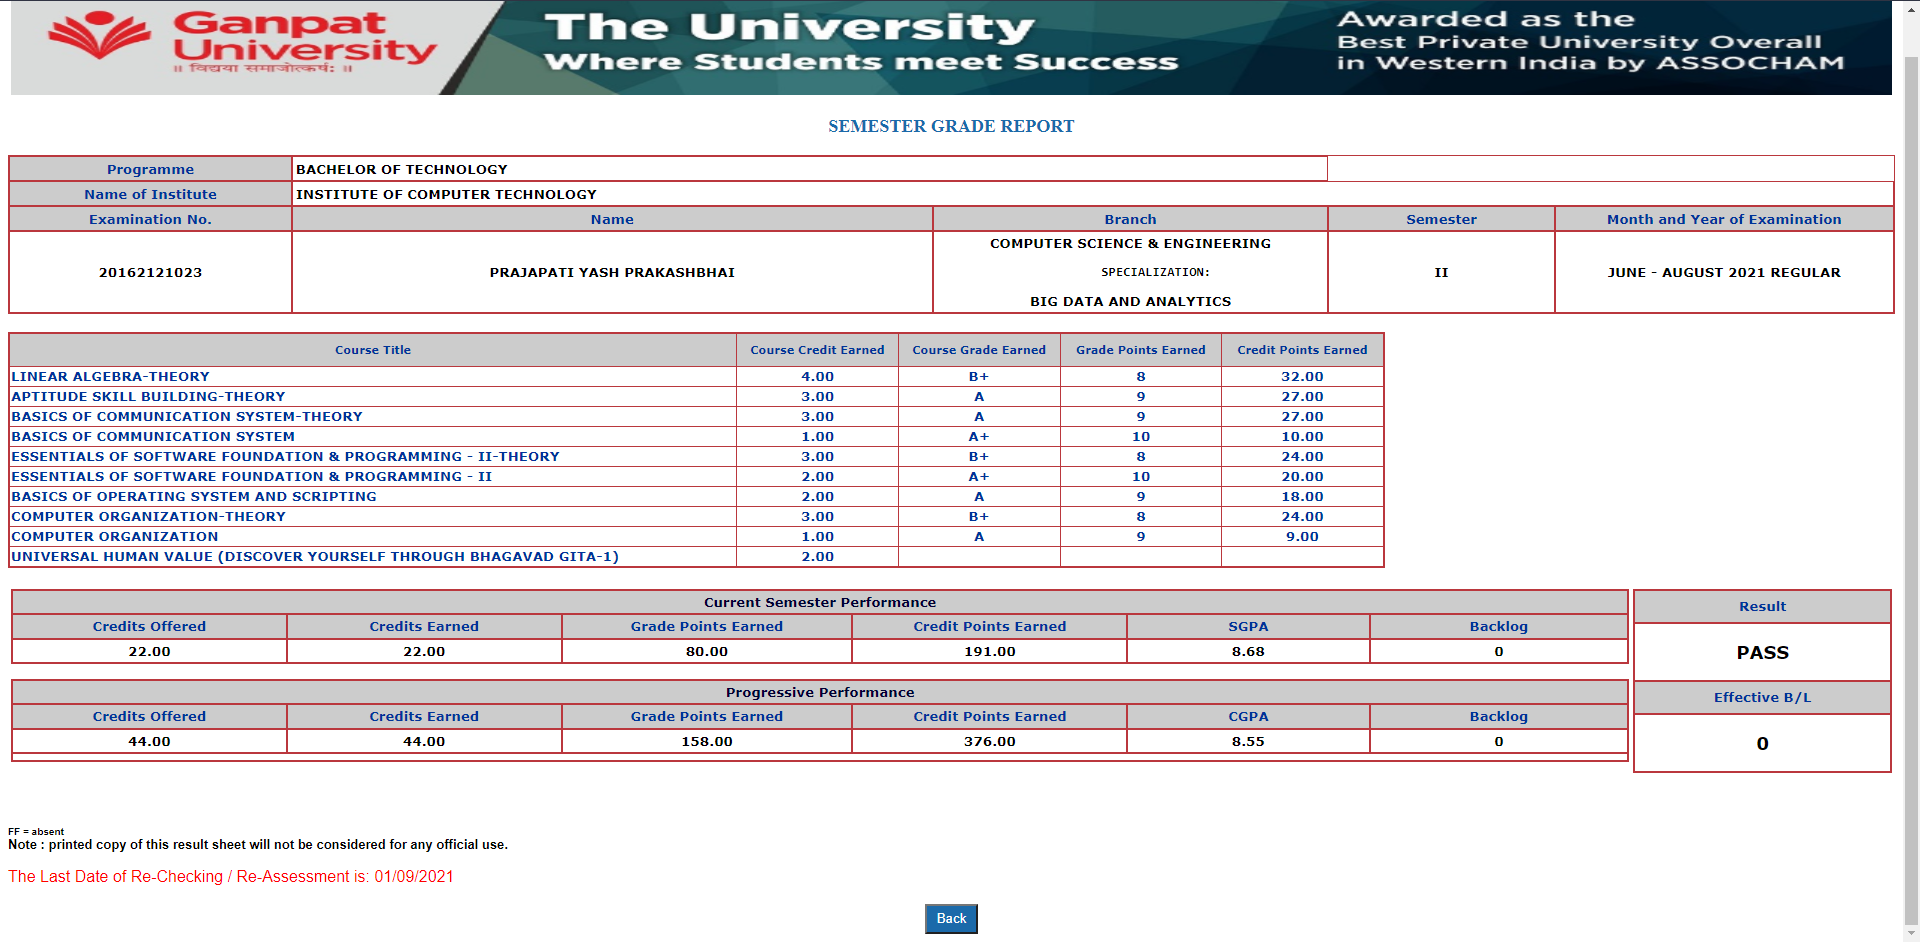 Ganpat
University
॥ विद्यया समाजोत्कर्षः ॥
The University
Where Students meet Success
Awarded as the
Best Private University Overall
in Western India by ASSOCHAM
SEMESTER GRADE REPORT
Programme BACHELOR OF TECHNOLOGY
Name of Institute INSTITUTE OF COMPUTER TECHNOLOGY
Examination No. Name Branch Semester Month and Year of Examination
20162121023 PRAJAPATI YASH PRAKASHBHAI COMPUTER SCIENCE & ENGINEERING
SPECIALIZATION:
BIG DATA AND ANALYTICS II JUNE - AUGUST 2021 REGULAR
Course Title Course Credit Earned Course Grade Earned Grade Points Earned Credit Points Earned
LINEAR ALGEBRA-THEORY 4.00 B+ 8 32.00
APTITUDE SKILL BUILDING-THEORY 3.00 A 9 27.00
BASICS OF COMMUNICATION SYSTEM-THEORY 3.00 A 9 27.00
BASICS OF COMMUNICATION SYSTEM 1.00 A+ 10 10.00
ESSENTIALS OF SOFTWARE FOUNDATION & PROGRAMMING - II-THEORY 3.00 B+ 8 24.00
ESSENTIALS OF SOFTWARE FOUNDATION & PROGRAMMING - II 2.00 A+ 10 20.00
BASICS OF OPERATING SYSTEM AND SCRIPTING 2.00 A 9 18.00
COMPUTER ORGANIZATION-THEORY 3.00 B+ 8 24.00
COMPUTER ORGANIZATION 1.00 A 9 9.00
UNIVERSAL HUMAN VALUE (DISCOVER YOURSELF THROUGH BHAGAVAD GITA-1) 2.00
Current Semester Performance
Credits Offered Credits Earned Grade Points Earned Credit Points Earned SGPA Backlog
22.00 22.00 80.00 191.00 8.68 0
Progressive Performance
Credits Offered Credits Earned Grade Points Earned Credit Points Earned CGPA Backlog
44.00 44.00 158.00 376.00 8.55 0
Result
PASS
Effective B/L
0
FF = absent
Note : printed copy of this result sheet will not be considered for any official use.
The Last Date of Re-Checking / Re-Assessment is: 01/09/2021
Back